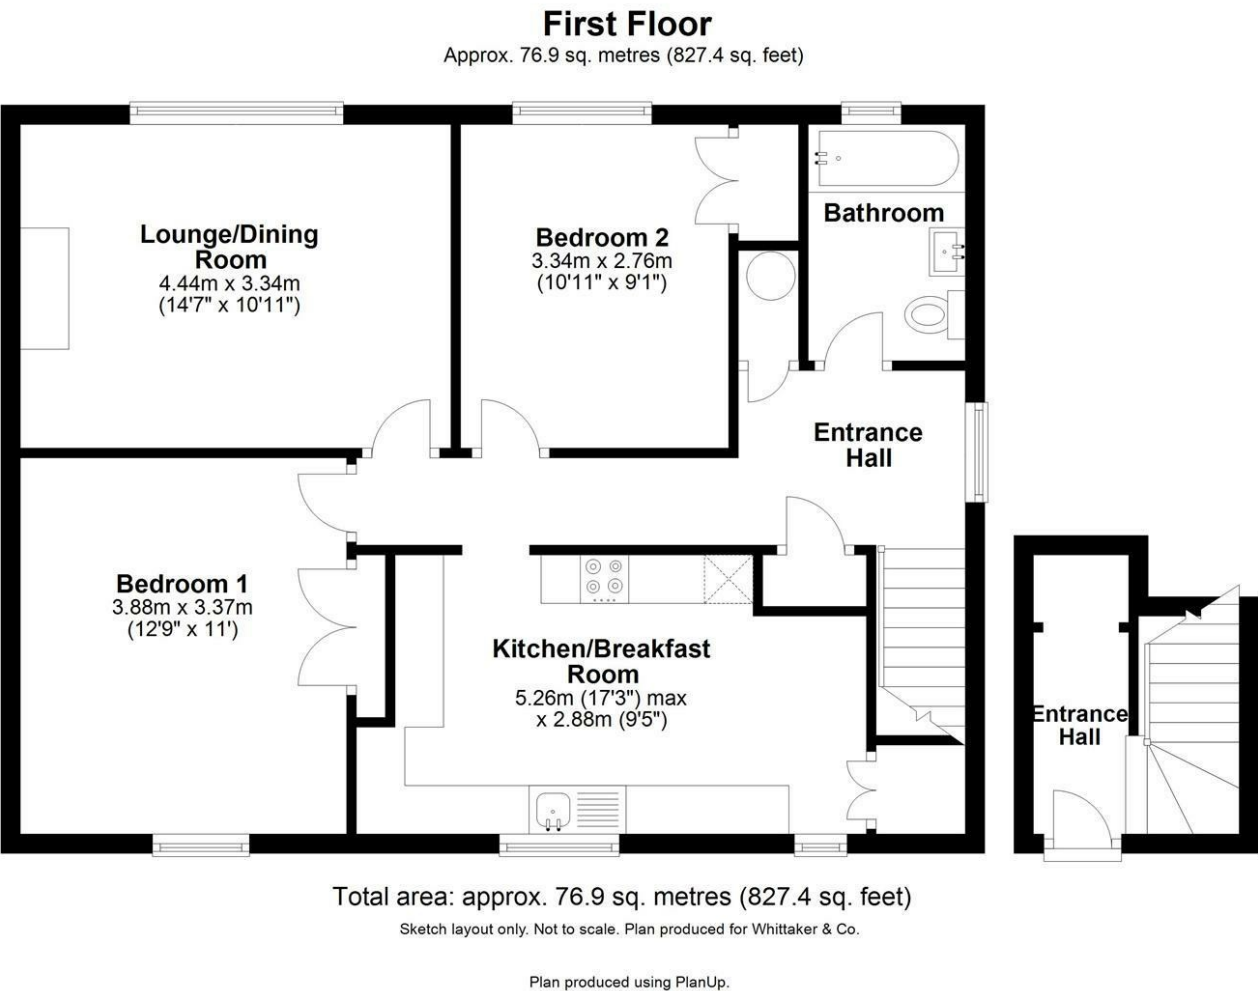 First Floor
Approx. 76.9 sq. metres (827.4 sq. feet)
Lounge/Dining
Room
4.44m x 3.34m
(14'7" x 10'11")
Bedroom 2
3.34m x 2.76m
(10'11" x 9'1")
Bathroom
Entrance
Hall
Bedroom 1
3.88m x 3.37m
(12'9" x 11')
Kitchen/Breakfast
Room
5.26m (17'3") max
x 2.88m (9'5")
Entrance
Hall
Total area: approx. 76.9 sq. metres (827.4 sq. feet)
Sketch layout only. Not to scale. Plan produced for Whittaker & Co.
Plan produced using PlanUp.